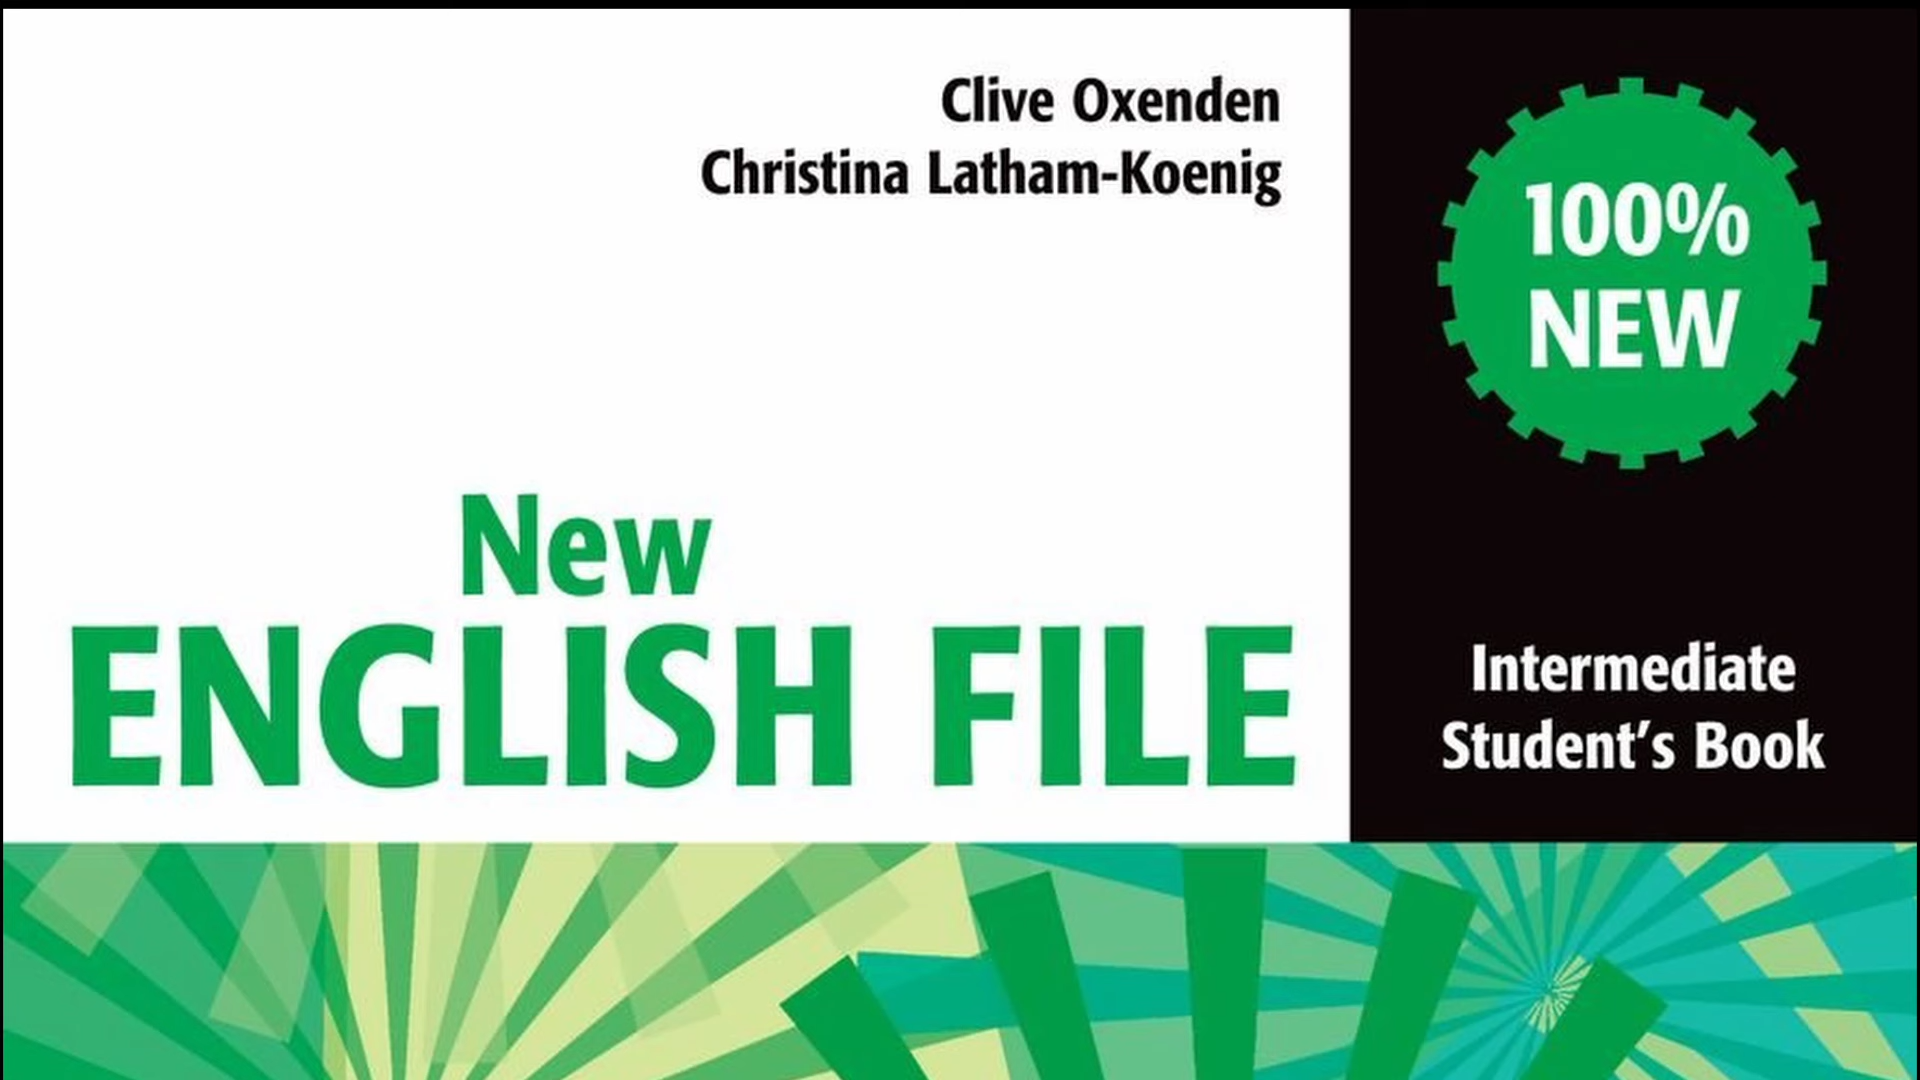 Clive Oxenden
Christina Latham-Koenig
100%
NEW
New
ENGLISH FILE
Intermediate
Student's Book